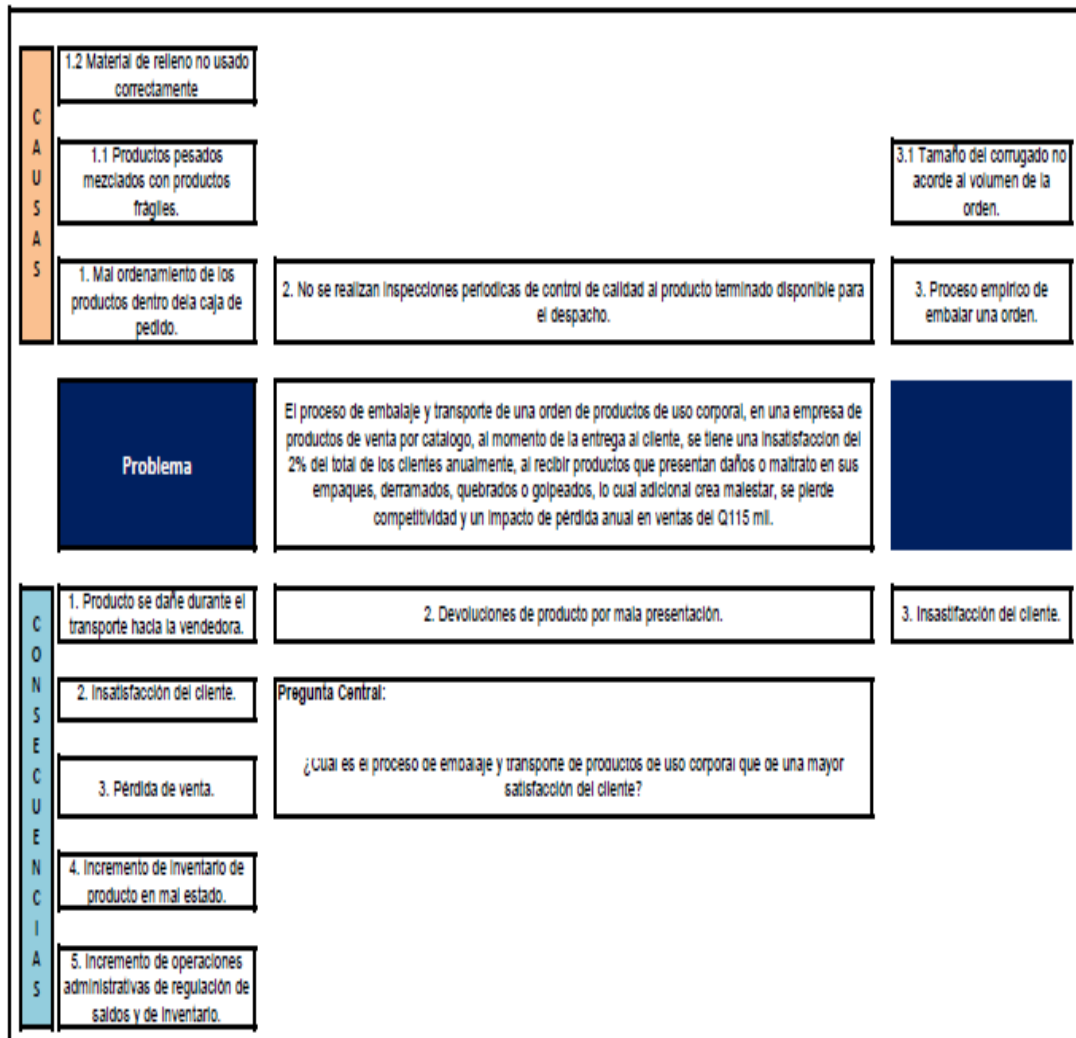 CAUSAS
1.2 Material de relleno no usado
correctamente
1.1 Productos pesados
mezclados con productos
frágiles.
3.1 Tamaño del corrugado no
acorde al volumen de la
orden.
1. Mal ordenamiento de los
productos dentro dela caja de
pedido.
2. No se realizan inspecciones periodicas de control de calidad al producto terminado disponible para
el despacho.
3. Proceso empirico de
embalar una orden.
Problema
El proceso de embalaje y transporte de una orden de productos de uso corporal, en una empresa de
productos de venta por catalogo, al momento de la entrega al cliente, se tiene una insatisfaccion del
2% del total de los clientes anualmente, al recibir productos que presentan daños o maltrato en sus
empaques, derramados, quebrados o golpeados, lo cual adicional crea malestar, se pierde
competitividad y un impacto de pérdida anual en ventas del Q115 mil.
CONSECUENCIAS
1. Producto se dañe durante el
transporte hacia la vendedora.
2. Devoluciones de producto por mala presentación.
3. Insastifacción del cliente.
2. Insatisfacción del cliente.
Pregunta Central:
¿Cuál es el proceso de embalaje y transporte de productos de uso corporal que de una mayor
satisfacción del cliente?
3. Pérdida de venta.
4. Incremento de inventario de
producto en mal estado.
5. Incremento de operaciones
administrativas de regulación de
saldos y de inventario.